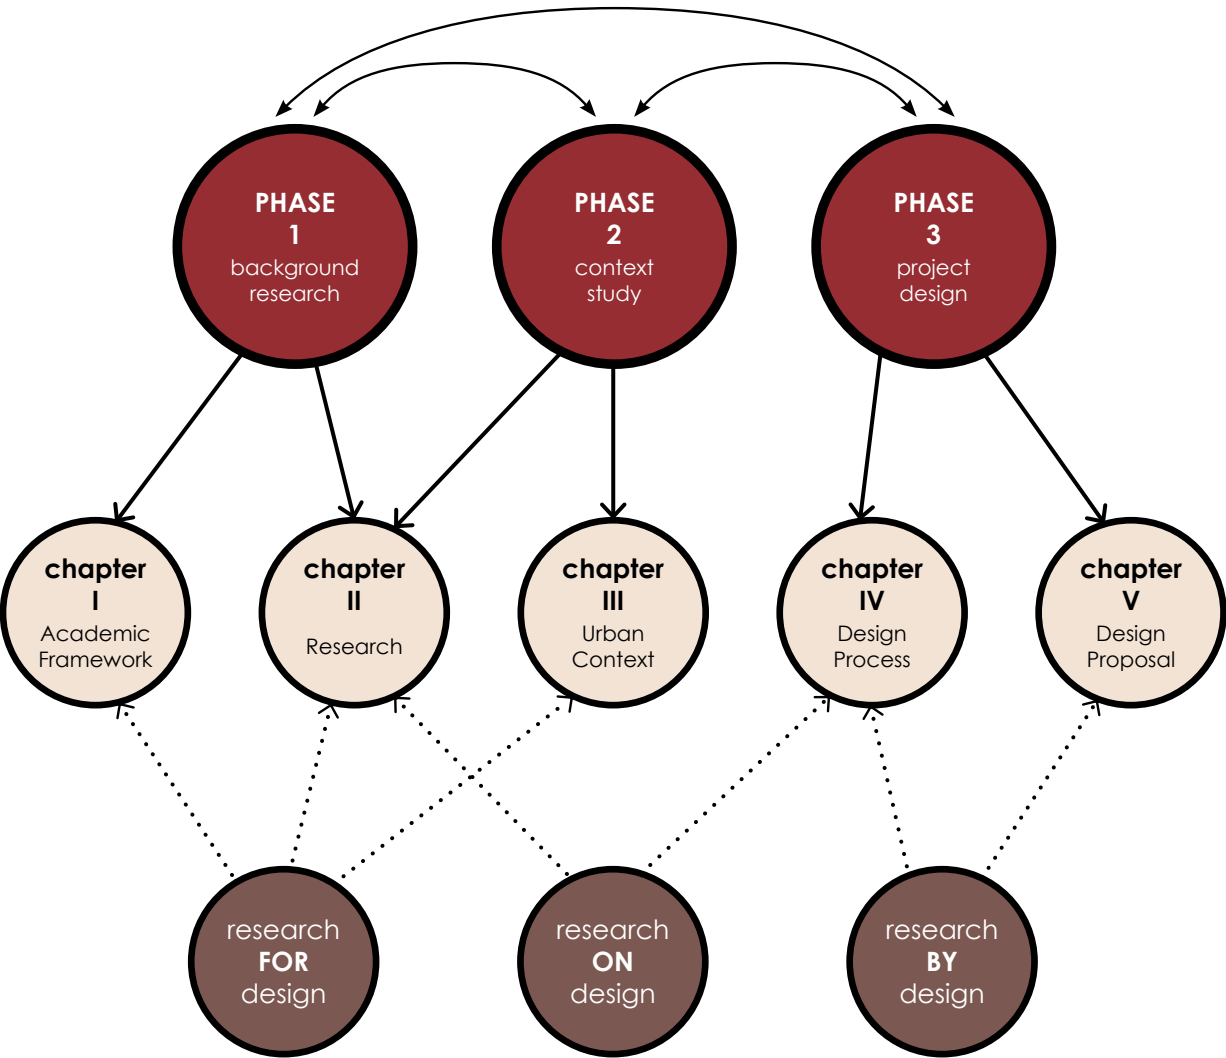 PHASE
1
background
research
PHASE
2
context
study
PHASE
3
project
design
chapter
I
Academic
Framework
chapter
II
Research
chapter
III
Urban
Context
chapter
IV
Design
Process
chapter
V
Design
Proposal
research
FOR
design
research
ON
design
research
BY
design